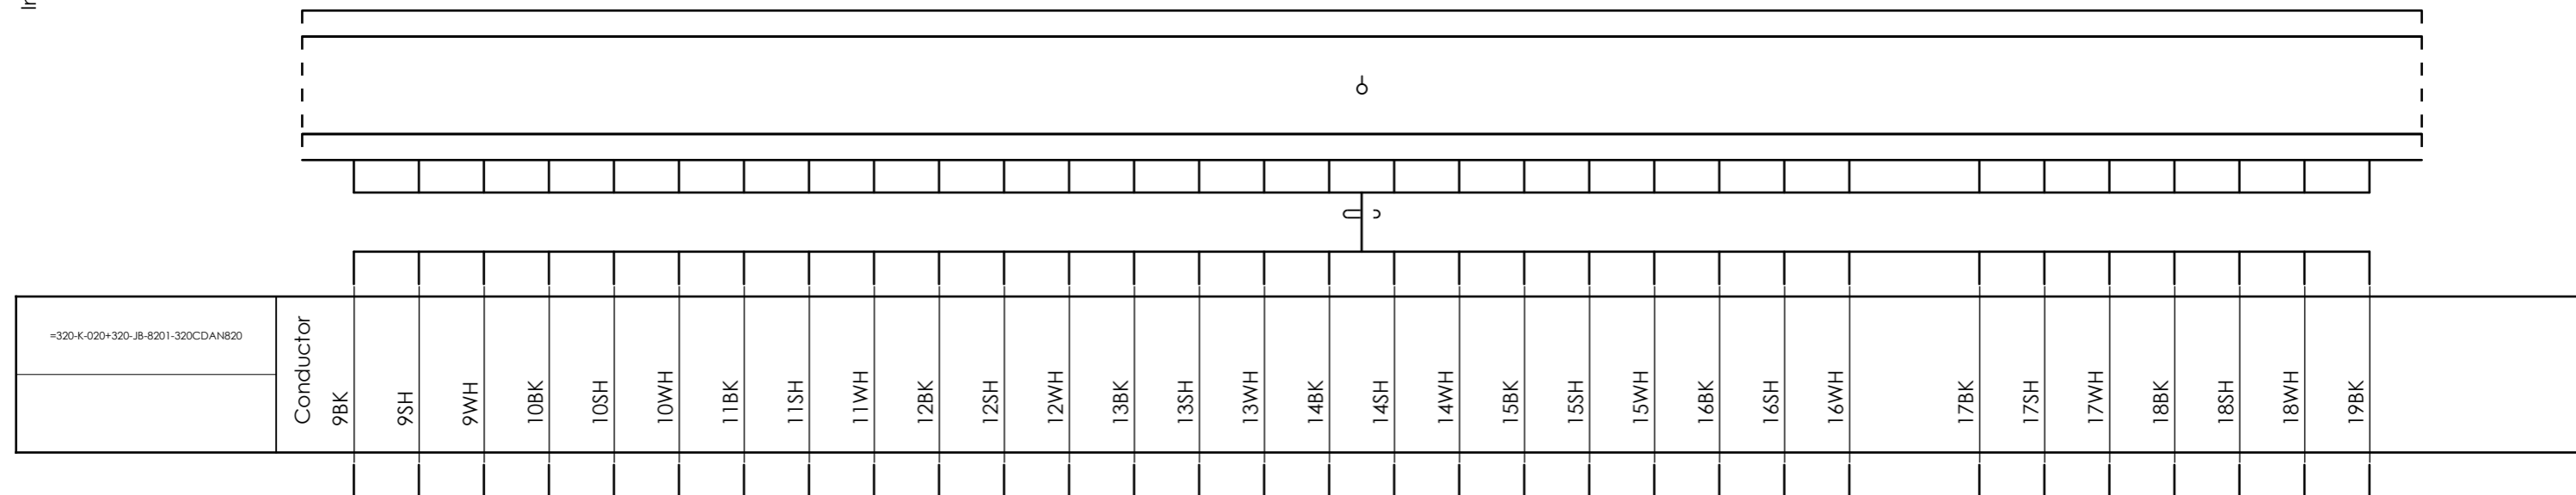 =320-K-020+320-JB-8201-320CDAN820
Conductor
9BK
9SH
9WH
10BK
10SH
10WH
11BK
11SH
11WH
12BK
12SH
12WH
13BK
13SH
13WH
14BK
14SH
14WH
15BK
15SH
15WH
16BK
16SH
16WH
17BK
17SH
17WH
18BK
18SH
18WH
19BK